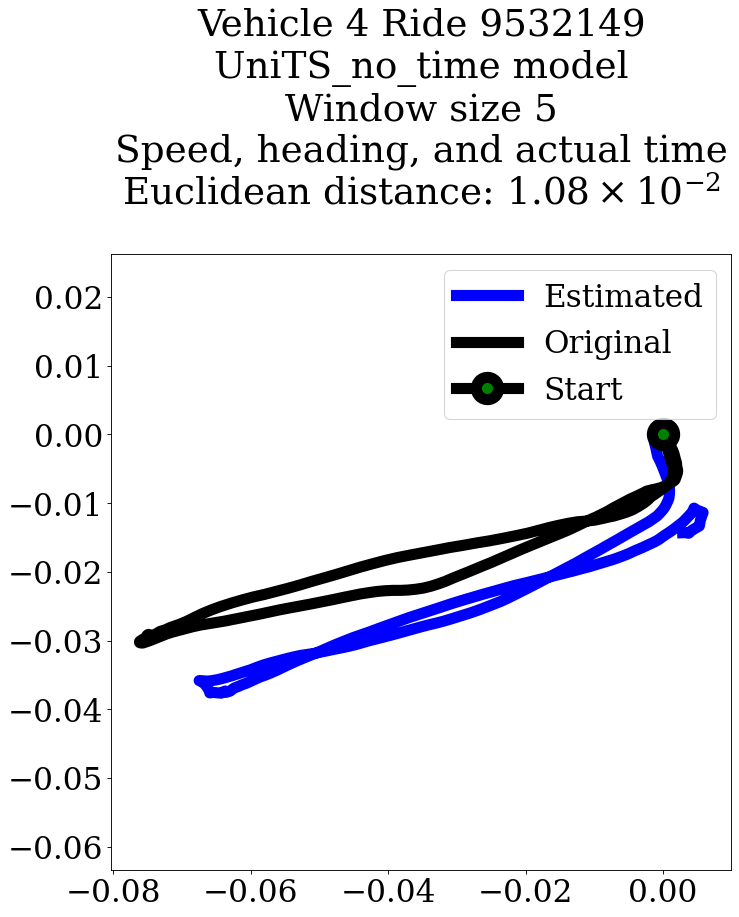 Vehicle 4 Ride 9532149
UniTS_no_time model
Window size 5
Speed, heading, and actual time
Euclidean distance: 1.08 × 10⁻²
Estimated
Original
Start
0.02
0.01
0.00
−0.01
−0.02
−0.03
−0.04
−0.05
−0.06
−0.08 −0.06 −0.04 −0.02 0.00